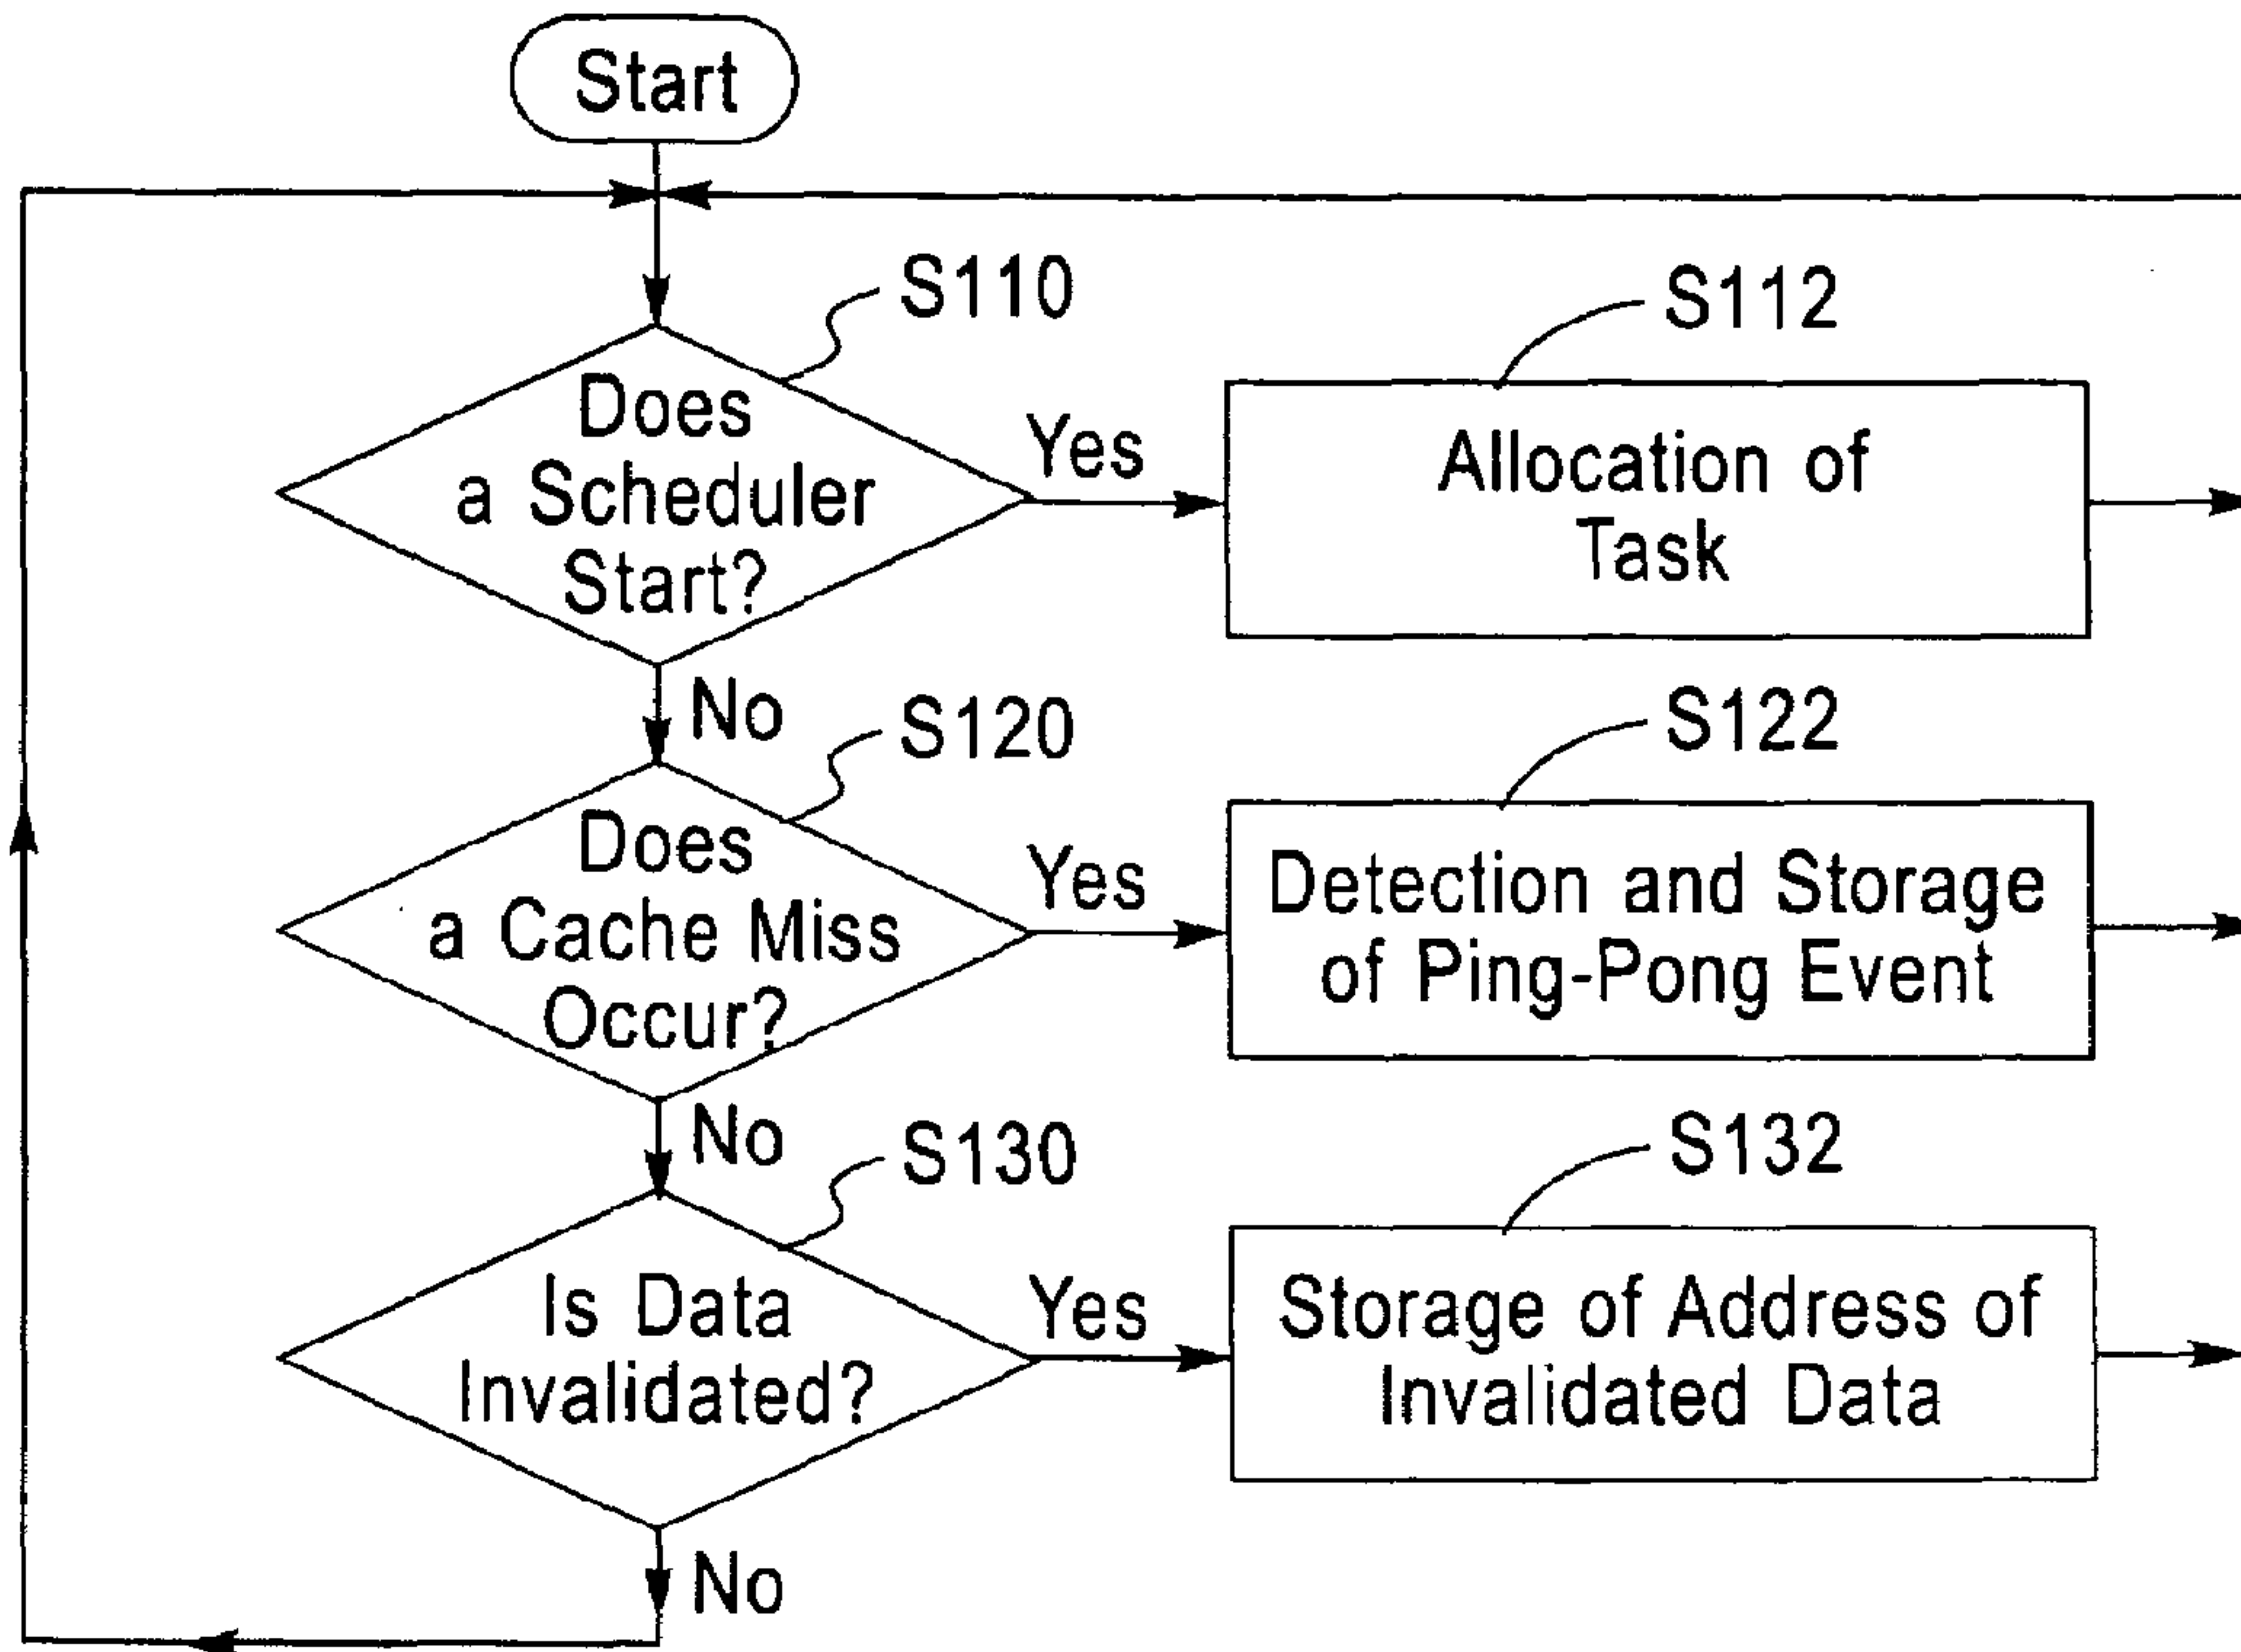 Start
S110
Does
a Scheduler
Start?
Yes
S112
Allocation of
Task
No
S120
Does
a Cache Miss
Occur?
Yes
S122
Detection and Storage
of Ping-Pong Event
No
S130
Is Data
Invalidated?
Yes
S132
Storage of Address of
Invalidated Data
No